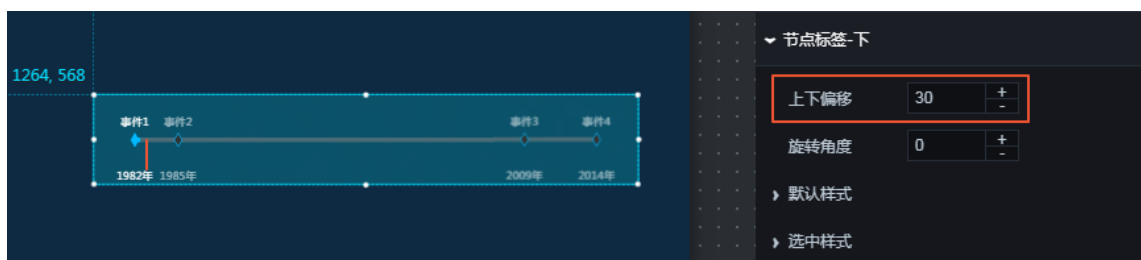 节点标签-下
1264, 568
上下偏移 30 + -
事件1 事件2 事件3 事件4
旋转角度 0 + -
1982年 1985年 2009年 2014年
默认样式
选中样式